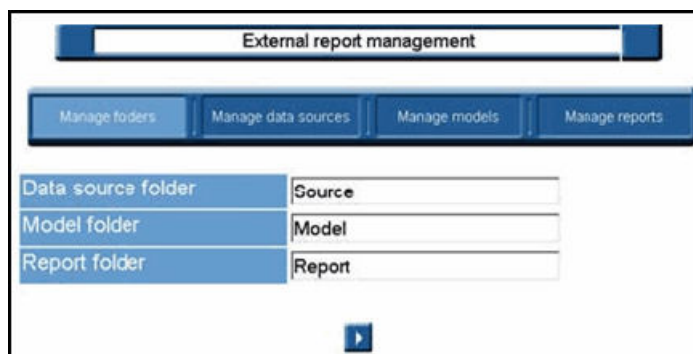 External report management
Manage foders
Manage data sources
Manage models
Manage reports
Data source folder
Source
Model folder
Model
Report folder
Report